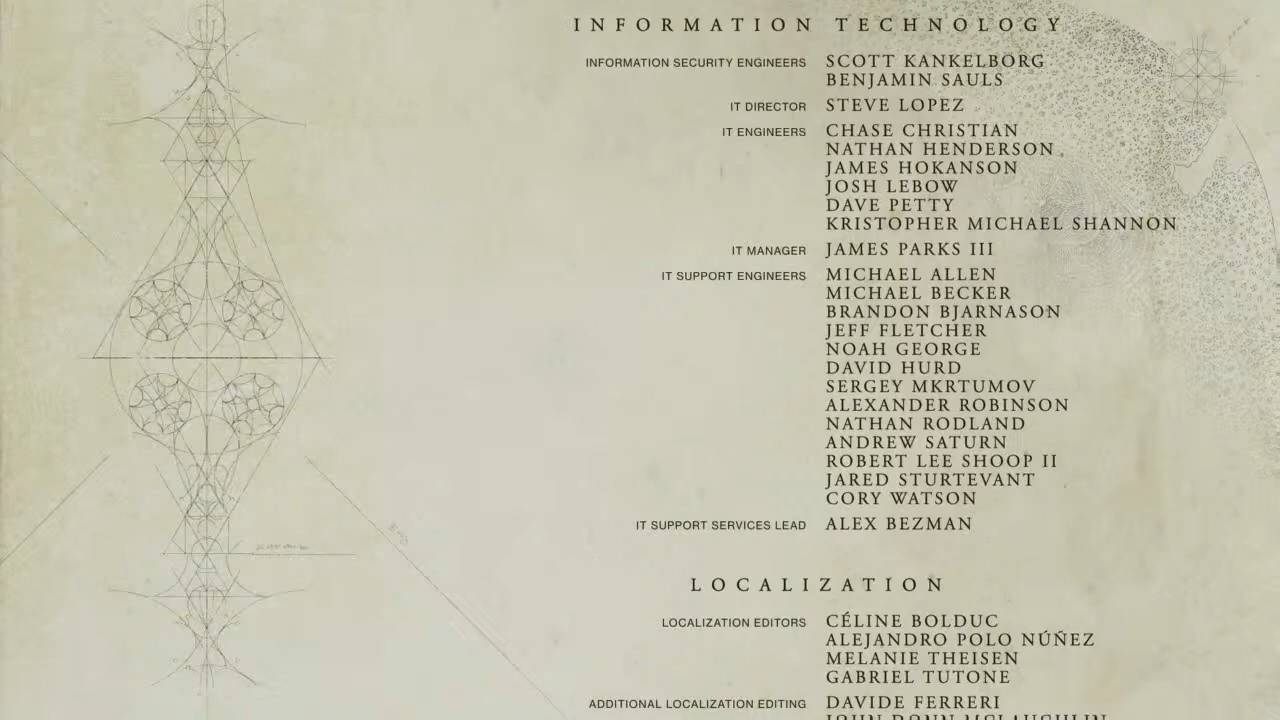 INFORMATION TECHNOLOGY
INFORMATION SECURITY ENGINEERS SCOTT KANKELBORG
BENJAMIN SAULS
IT DIRECTOR STEVE LOPEZ
IT ENGINEERS CHASE CHRISTIAN
NATHAN HENDERSON
JAMES HOKANSON
JOSH LEBOW
DAVE PETTY
KRISTOPHER MICHAEL SHANNON
IT MANAGER JAMES PARKS III
IT SUPPORT ENGINEERS MICHAEL ALLEN
MICHAEL BECKER
BRANDON BJARNASON
JEFF FLETCHER
NOAH GEORGE
DAVID HURD
SERGEY MKRTUMOV
ALEXANDER ROBINSON
NATHAN RODLAND
ANDREW SATURN
ROBERT LEE SHOOP II
JARED STURTEVANT
CORY WATSON
IT SUPPORT SERVICES LEAD ALEX BEZMAN
LOCALIZATION
LOCALIZATION EDITORS CÉLINE BOLDUC
ALEJANDRO POLO NÚÑEZ
MELANIE THEISEN
GABRIEL TUTONE
ADDITIONAL LOCALIZATION EDITING DAVIDE FERRERI